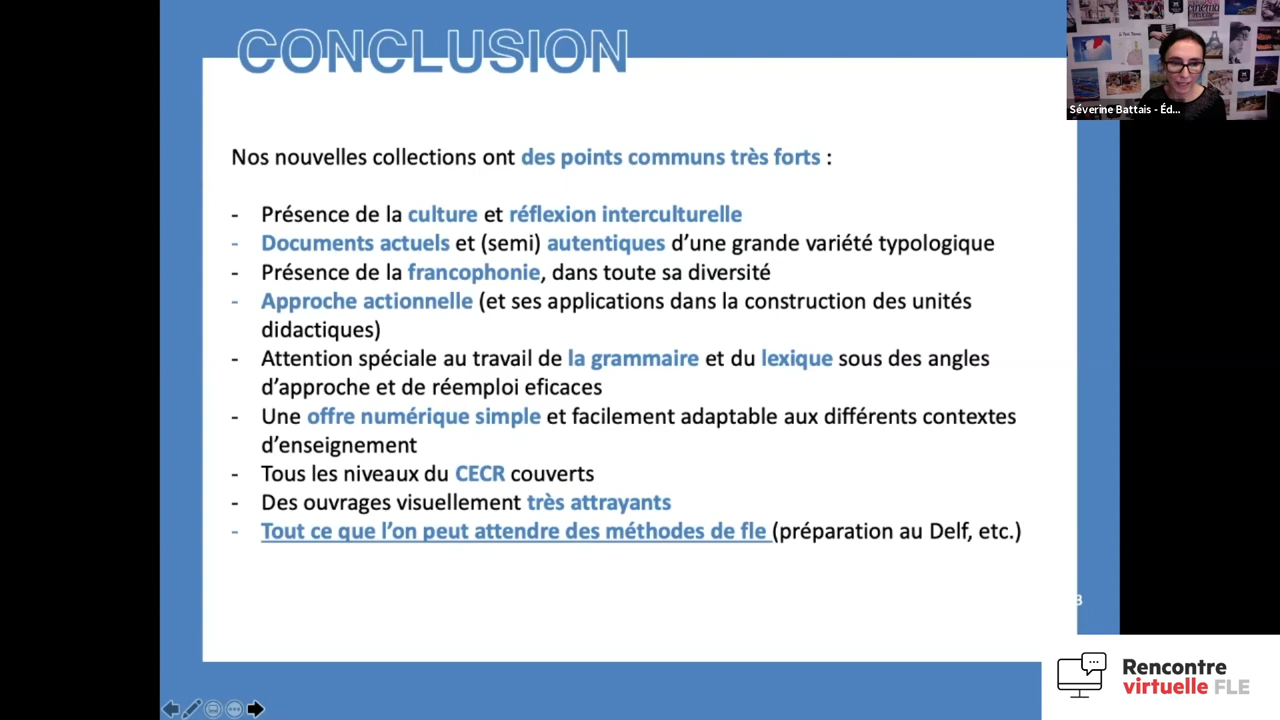 CONCLUSION
Séverine Battais - Éd...
Nos nouvelles collections ont des points communs très forts :
- Présence de la culture et réflexion interculturelle
- Documents actuels et (semi) autentiques d'une grande variété typologique
- Présence de la francophonie, dans toute sa diversité
- Approche actionnelle (et ses applications dans la construction des unités
didactiques)
- Attention spéciale au travail de la grammaire et du lexique sous des angles
d'approche et de réemploi eficaces
- Une offre numérique simple et facilement adaptable aux différents contextes
d'enseignement
- Tous les niveaux du CECR couverts
- Des ouvrages visuellement très attrayants
- Tout ce que l'on peut attendre des méthodes de fle (préparation au Delf, etc.)
Rencontre
virtuelle FLE